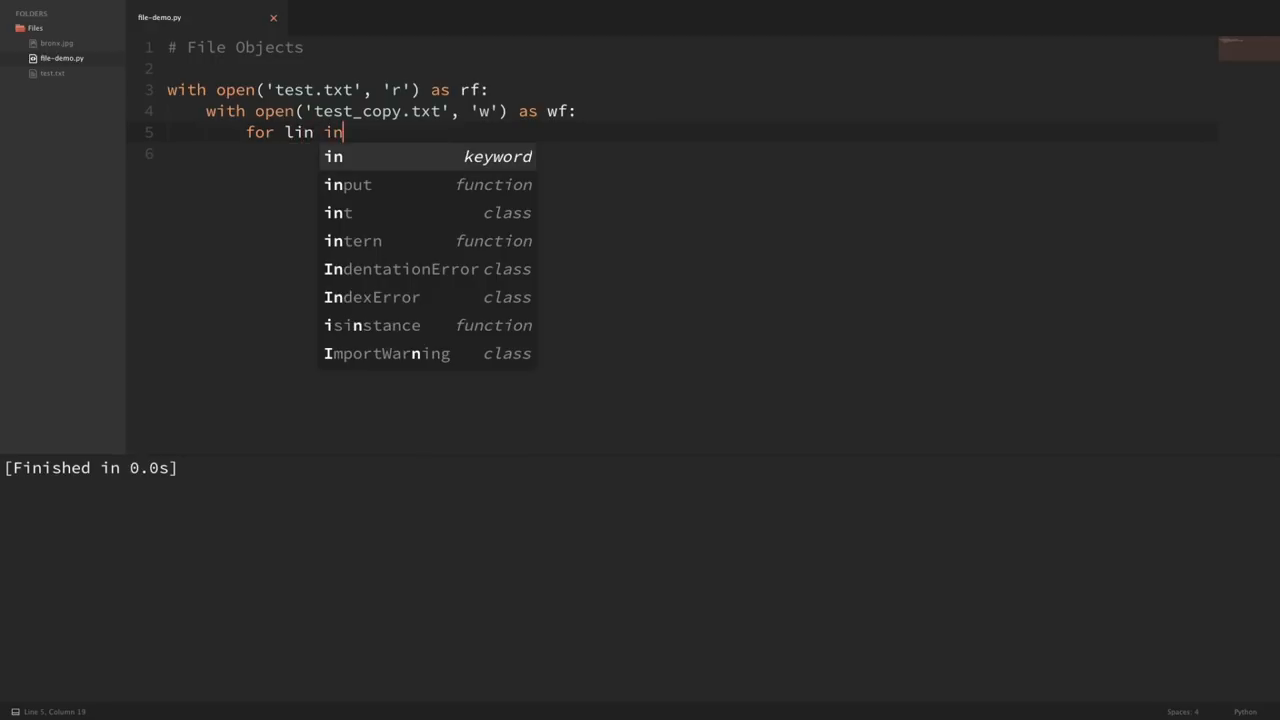 FOLDERS
Files
bronx.jpg
file-demo.py
test.txt
file-demo.py
1 # File Objects
2
3 with open('test.txt', 'r') as rf:
4     with open('test_copy.txt', 'w') as wf:
5         for lin in
6
in keyword
input function
int class
intern function
IndentationError class
IndexError class
isinstance function
ImportWarning class
[Finished in 0.0s]
Line 5, Column 19
Spaces: 4
Python